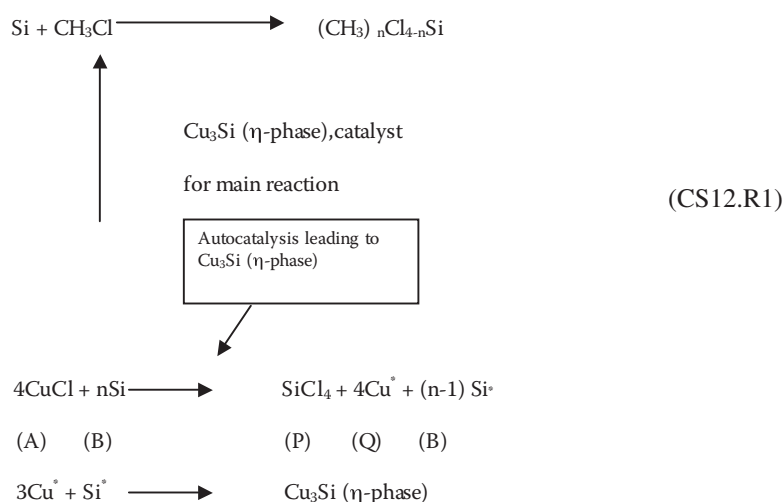 Si + CH₃Cl (CH₃) ₙCl₄₋ₙSi
Cu₃Si (η-phase),catalyst
for main reaction
(CS12.R1)
Autocatalysis leading to
Cu₃Si (η-phase)
4CuCl + nSi SiCl₄ + 4Cu* + (n-1) Si*
(A) (B) (P) (Q) (B)
3Cu* + Si* Cu₃Si (η-phase)